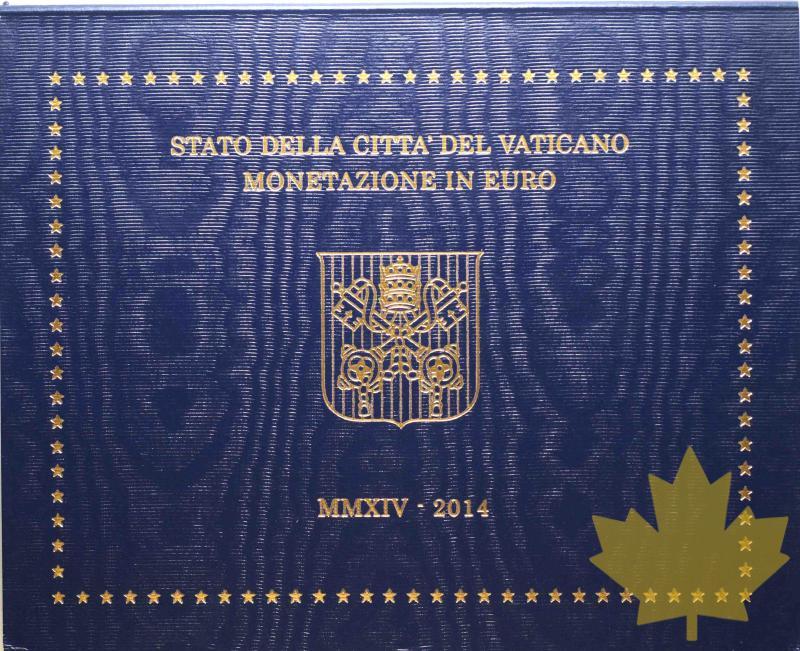 STATO DELLA CITTA' DEL VATICANO
MONETAZIONE IN EURO
MMXIV - 2014